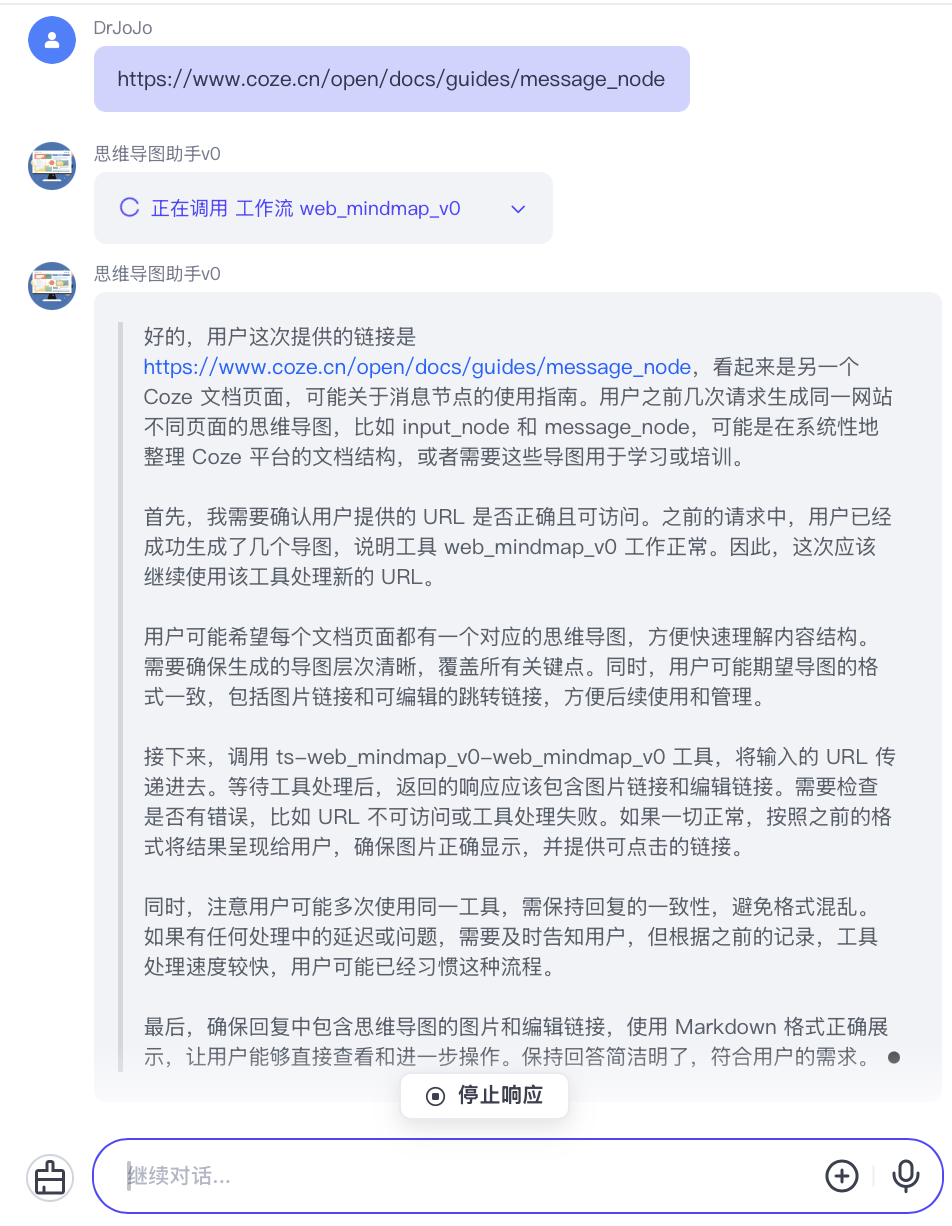 DrJoJo
https://www.coze.cn/open/docs/guides/message_node
思维导图助手v0
正在调用 工作流 web_mindmap_v0
思维导图助手v0
好的，用户这次提供的链接是
https://www.coze.cn/open/docs/guides/message_node，看起来是另一个
Coze 文档页面，可能关于消息节点的使用指南。用户之前几次请求生成同一网站
不同页面的思维导图，比如 input_node 和 message_node，可能是在系统性地
整理 Coze 平台的文档结构，或者需要这些导图用于学习或培训。
首先，我需要确认用户提供的 URL 是否正确且可访问。之前的请求中，用户已经
成功生成了几个导图，说明工具 web_mindmap_v0 工作正常。因此，这次应该
继续使用该工具处理新的 URL。
用户可能希望每个文档页面都有一个对应的思维导图，方便快速理解内容结构。
需要确保生成的导图层次清晰，覆盖所有关键点。同时，用户可能期望导图的格
式一致，包括图片链接和可编辑的跳转链接，方便后续使用和管理。
接下来，调用 ts-web_mindmap_v0-web_mindmap_v0 工具，将输入的 URL 传
递进去。等待工具处理后，返回的响应应该包含图片链接和编辑链接。需要检查
是否有错误，比如 URL 不可访问或工具处理失败。如果一切正常，按照之前的格
式将结果呈现给用户，确保图片正确显示，并提供可点击的链接。
同时，注意用户可能多次使用同一工具，需保持回复的一致性，避免格式混乱。
如果有任何处理中的延迟或问题，需要及时告知用户，但根据之前的记录，工具
处理速度较快，用户可能已经习惯这种流程。
最后，确保回复中包含思维导图的图片和编辑链接，使用 Markdown 格式正确展
示，让用户能够直接查看和进一步操作。保持回答简洁明了，符合用户的需求。
停止响应
继续对话...